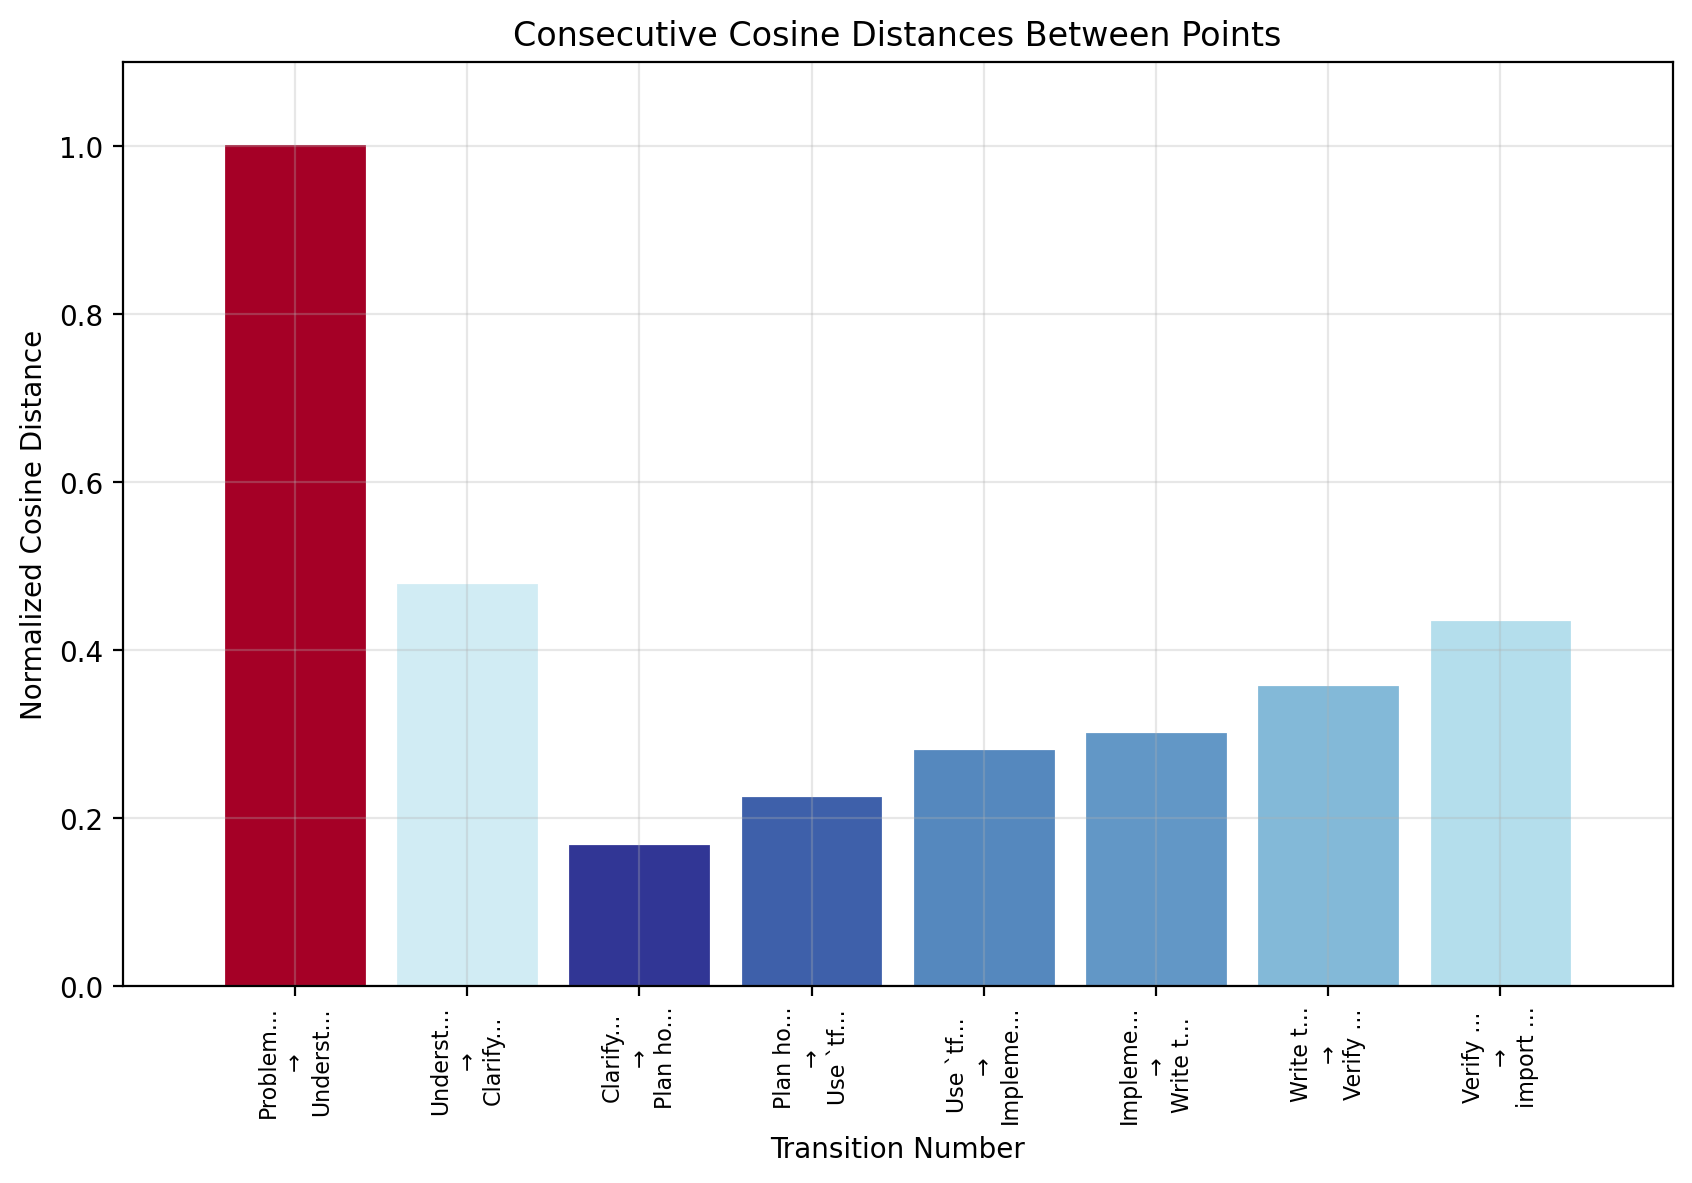 Consecutive Cosine Distances Between Points
Normalized Cosine Distance
1.0
0.8
0.6
0.4
0.2
0.0
Problem...
→
Underst...
Underst...
→
Clarify...
Clarify...
→
Plan ho...
Plan ho...
→
Use `tf...
Use `tf...
→
Impleme...
Impleme...
→
Write t...
Write t...
→
Verify ...
Verify ...
→
import ...
Transition Number